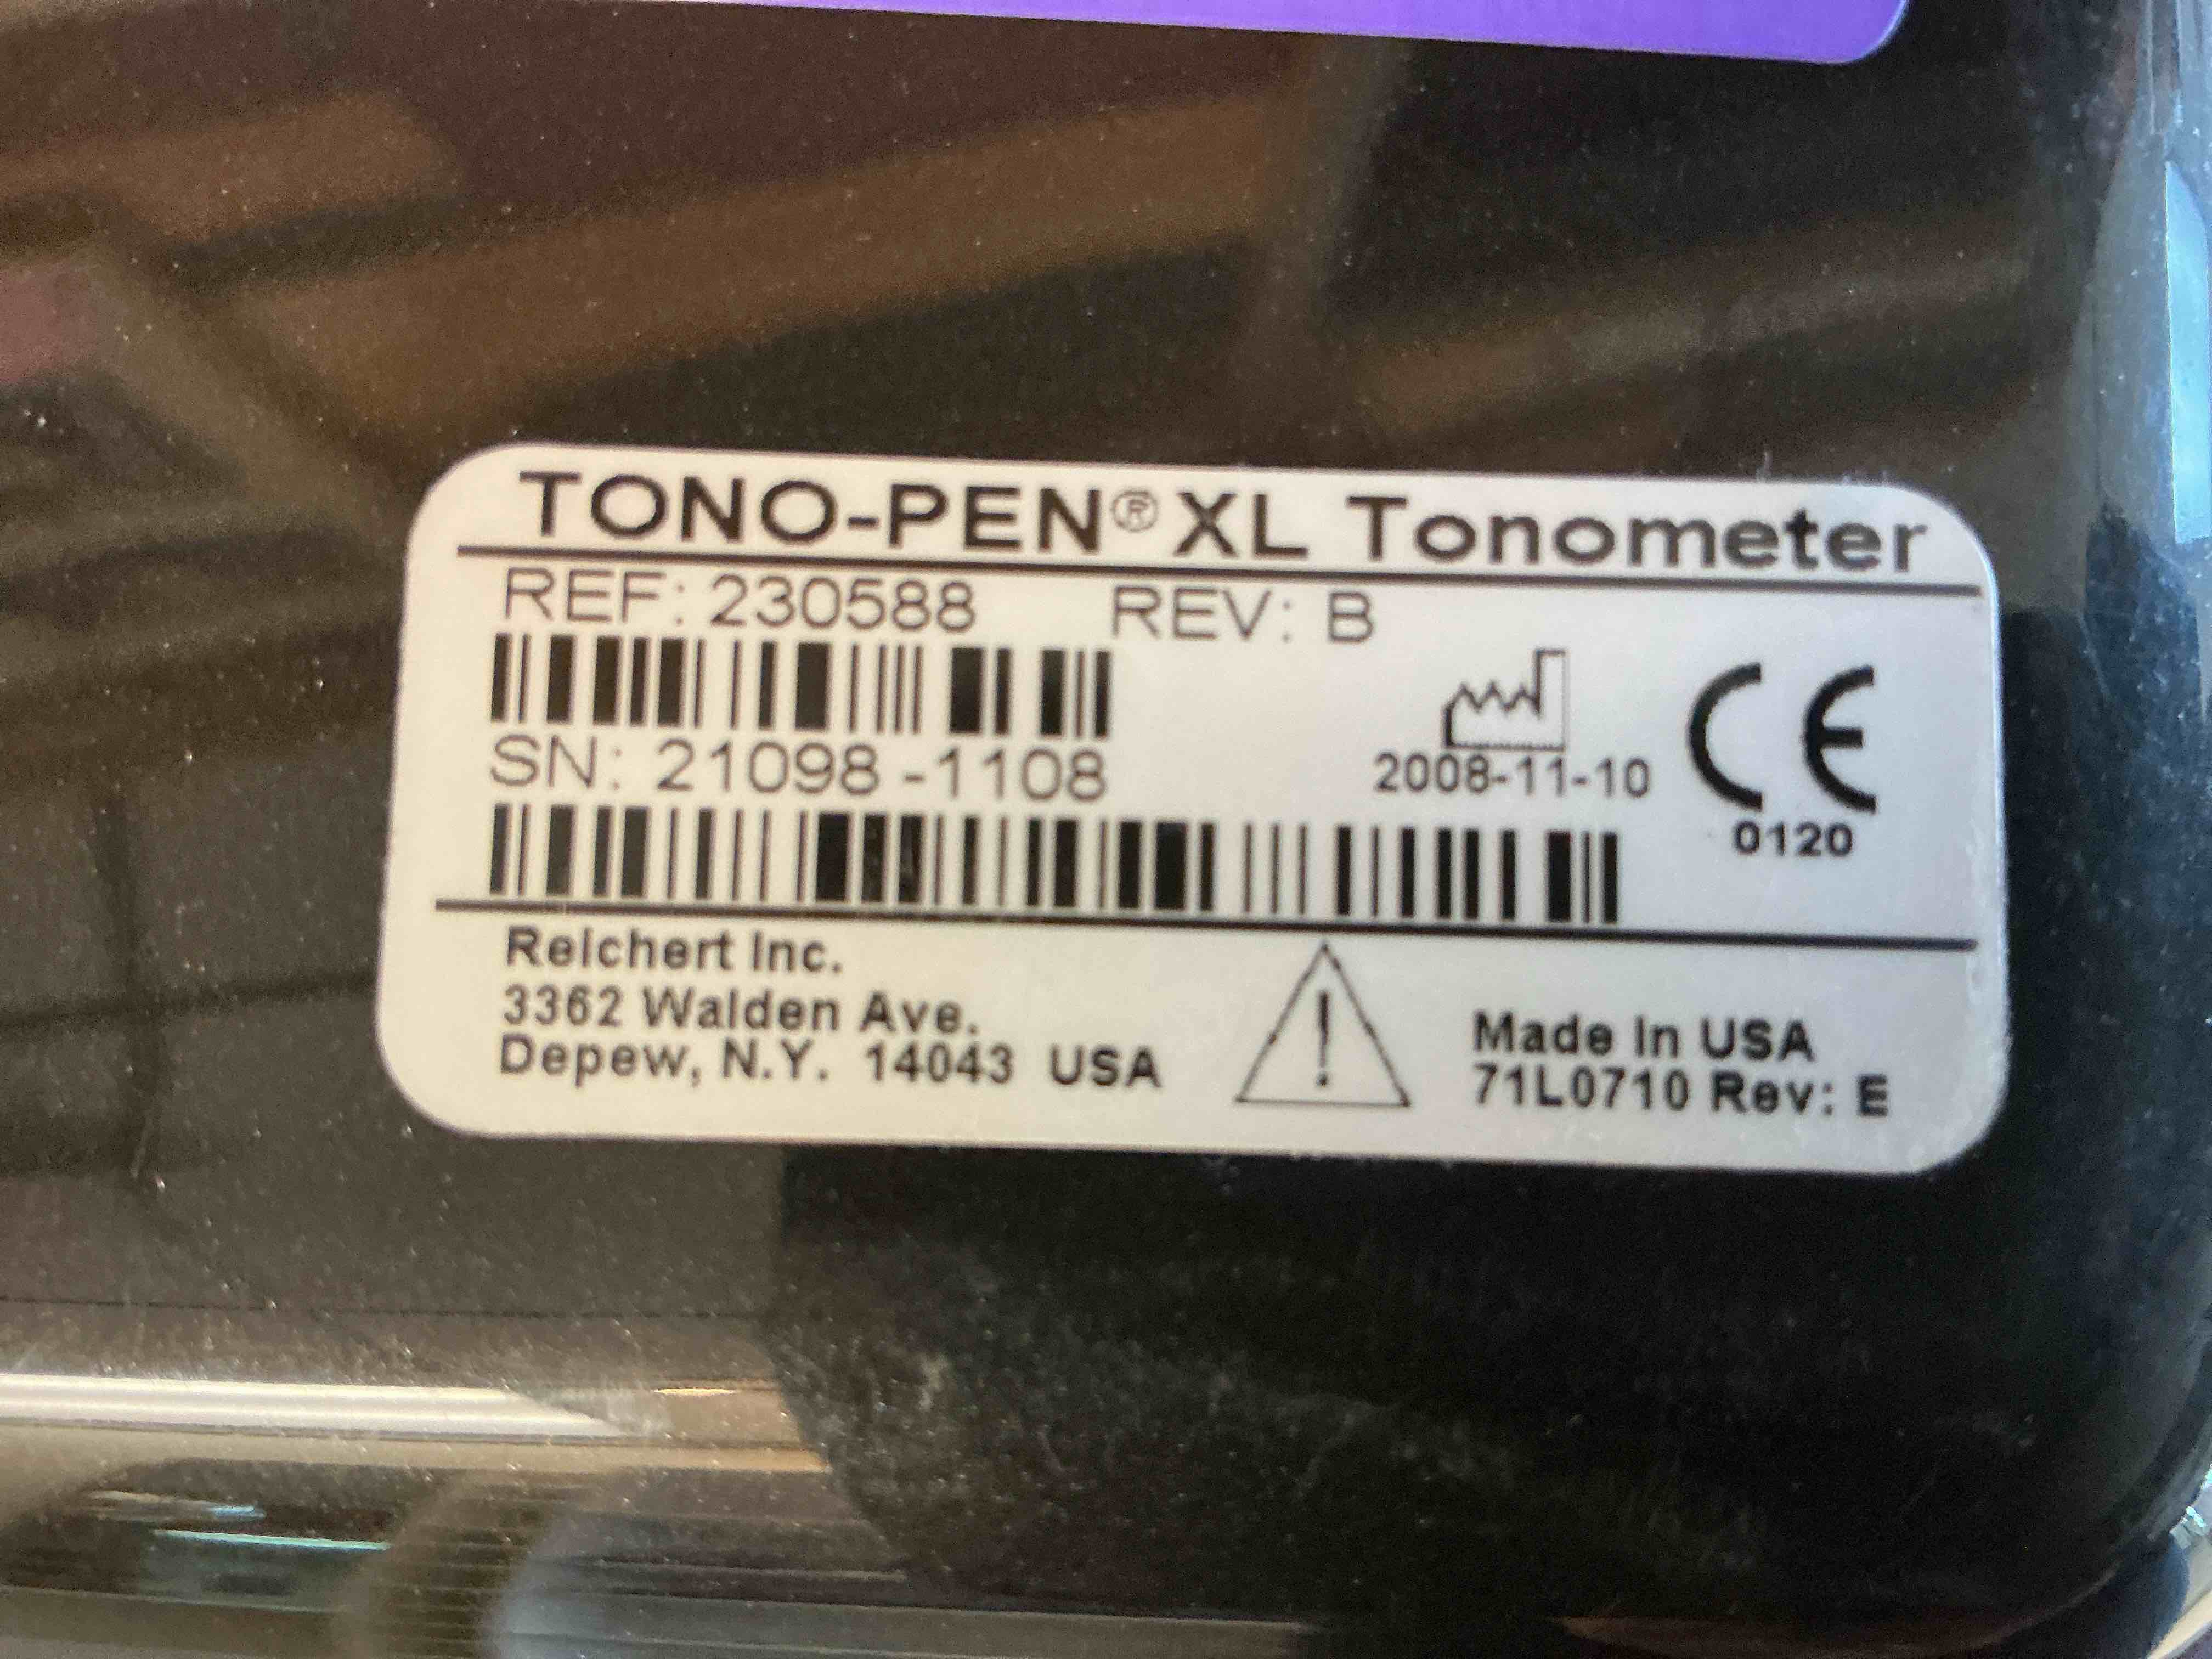 TONO-PEN® XL Tonometer
REF: 230588 REV: B
SN: 21098-1108
2008-11-10
CE
0120
Reichert Inc.
3362 Walden Ave.
Depew, N.Y. 14043 USA
!
Made In USA
71L0710 Rev: E